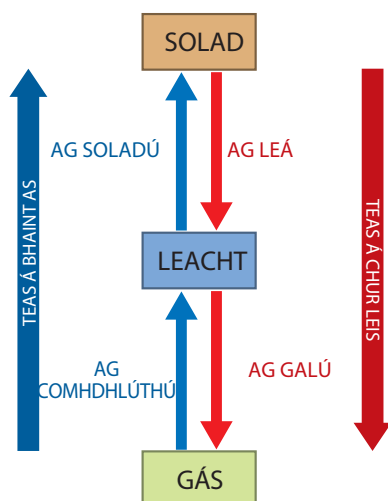 SOLAD
AG SOLADÚ
AG LEÁ
TEAS Á BHAINT AS
TEAS Á CHUR LEIS
LEACHT
AG
COMHDHLÚTHÚ
AG GALÚ
GÁS